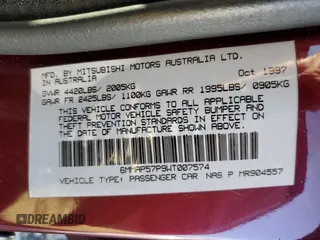 MFD. BY MITSUBISHI MOTORS AUSTRALIA LTD.
IN AUSTRALIA Oct 1997
GVWR 4420LBS/ 2005KG
GAWR FR 2425LBS/ 1100KG GAWR RR 1995LBS/ 0905KG
THIS VEHICLE CONFORMS TO ALL APPLICABLE
FEDERAL MOTOR VEHICLE SAFETY AND BUMPER AND
THEFT PREVENTION STANDARDS IN EFFECT ON THE
DATE OF MANUFACTURE SHOWN ABOVE.
6MMAP57P9WT007574
VEHICLE TYPE: PASSENGER CAR NAS P MR904557
DREAMBID